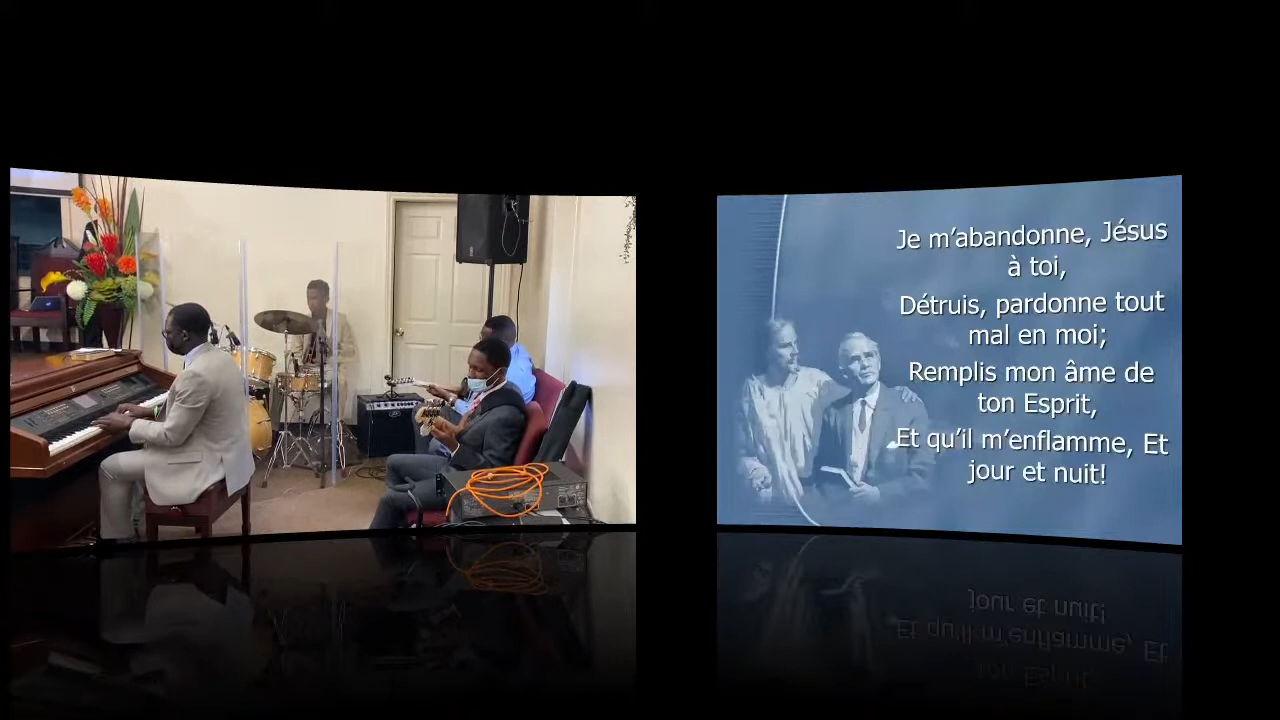 Je m'abandonne, Jésus
à toi,
Détruis, pardonne tout
mal en moi;
Remplis mon âme de
ton Esprit,
Et qu'il m'enflamme, Et
jour et nuit!